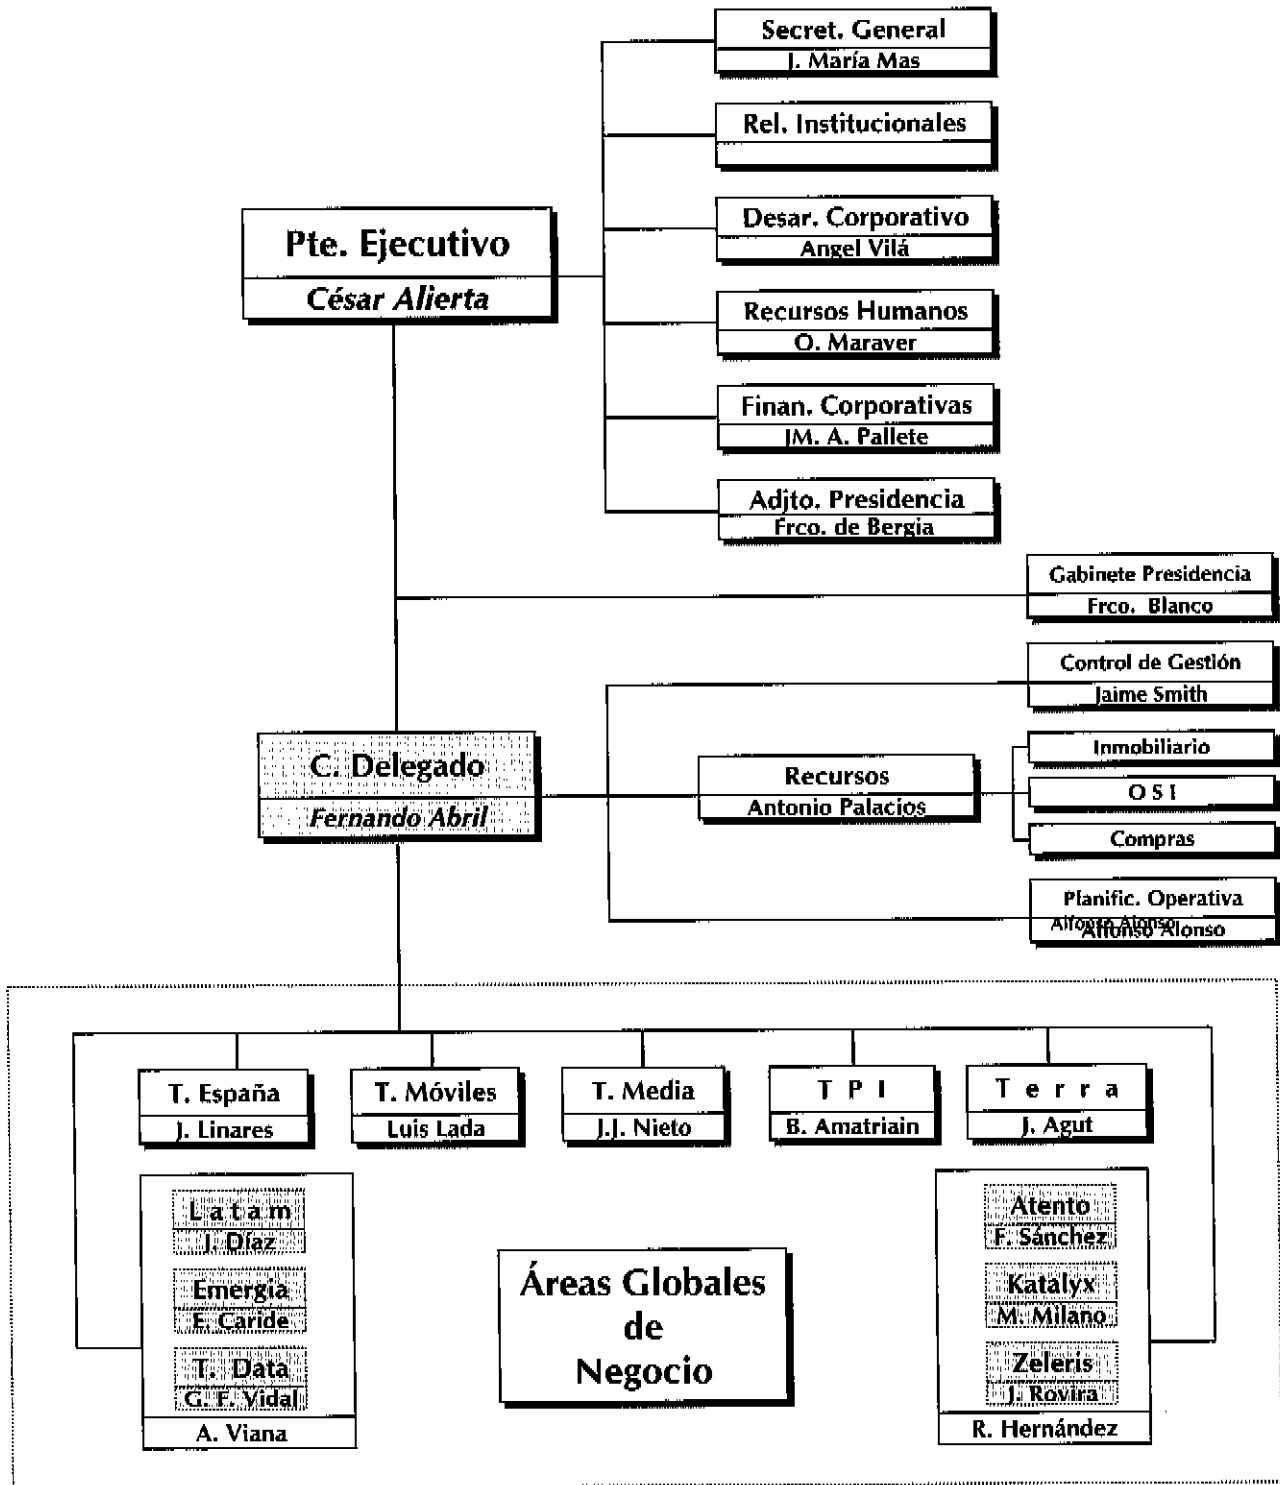 Secret. General
J. María Mas
Rel. Institucionales
Desar. Corporativo
Angel Vilá
Pte. Ejecutivo
César Alierta
Recursos Humanos
O. Maraver
Finan. Corporativas
JM. A. Pallete
Adjto. Presidencia
Frco. de Bergia
Gabinete Presidencia
Frco. Blanco
Control de Gestión
Jaime Smith
C. Delegado
Fernando Abril
Recursos
Antonio Palacios
Inmobiliario
O S I
Compras
Planific. Operativa
Alfonso Alonso
Alfonso Alonso
T. España
J. Linares
T. Móviles
Luis Lada
T. Media
J.J. Nieto
T P I
B. Amatriain
T e r r a
J. Agut
L a t a m
J. Díaz
Emergia
E. Caride
T. Data
G. F. Vidal
A. Viana
Áreas Globales
de
Negocio
Atento
F. Sánchez
Katalyx
M. Milano
Zeleris
J. Rovira
R. Hernández